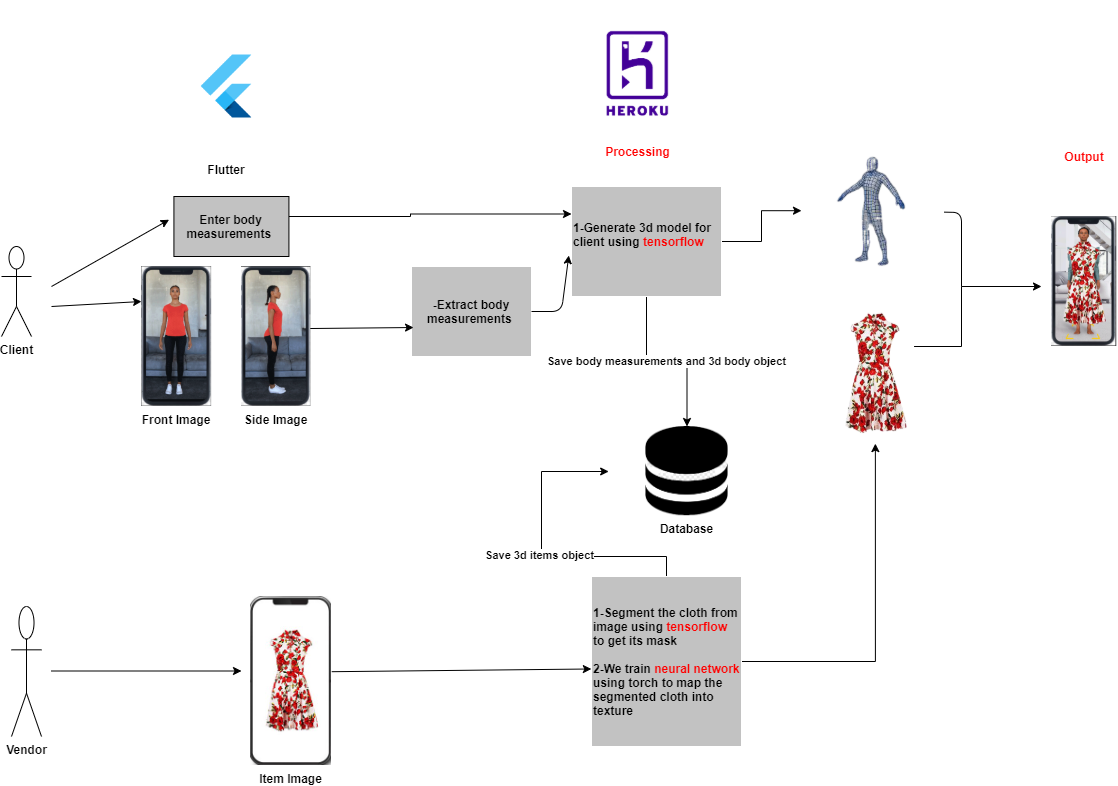 HEROKU
Processing
Output
Flutter
Enter body
measurements
1-Generate 3d model for
client using tensorflow
-Extract body
measurements
Client
Front Image
Side Image
Save body measurements and 3d body object
Database
Save 3d items object
1-Segment the cloth from
image using tensorflow
to get its mask
2-We train neural network
using torch to map the
segmented cloth into
texture
Vendor
Item Image